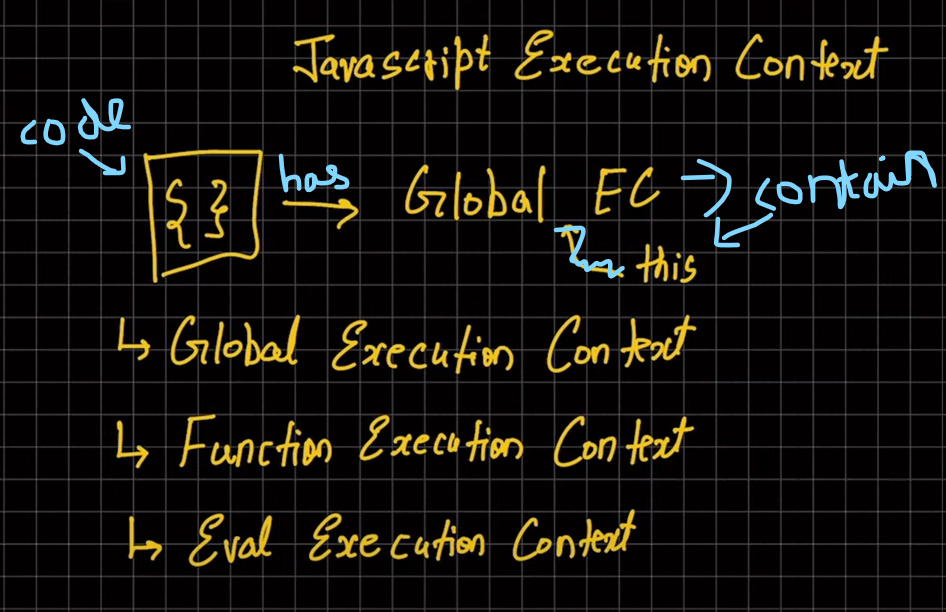 Javascript Execution Context
code
{ } has Global EC contain
this
↳ Global Execution Context
↳ Function Execution Context
↳ Eval Execution Context